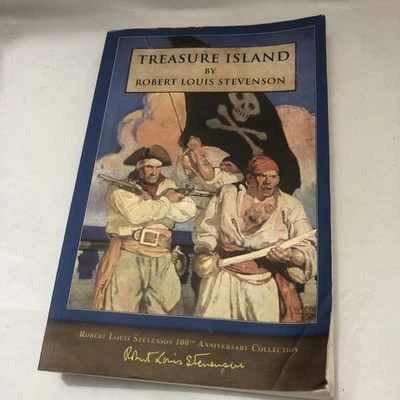 TREASURE ISLAND
BY
ROBERT LOUIS STEVENSON
ROBERT LOUIS STEVENSON 100TH ANNIVERSARY COLLECTION
Robert Louis Stevenson